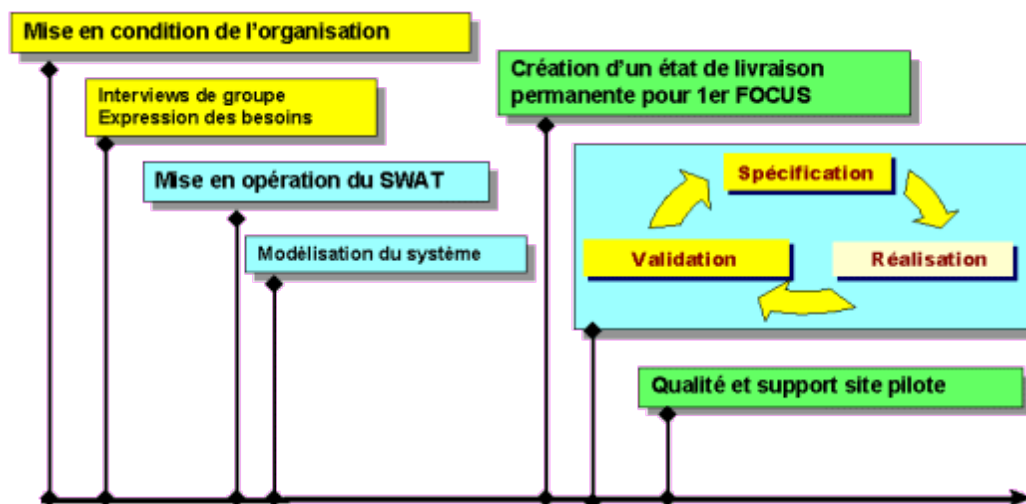 Mise en condition de l'organisation
Interviews de groupe
Expression des besoins
Mise en opération du SWAT
Modélisation du système
Création d'un état de livraison
permanente pour 1er FOCUS
Spécification
Validation
Réalisation
Qualité et support site pilote